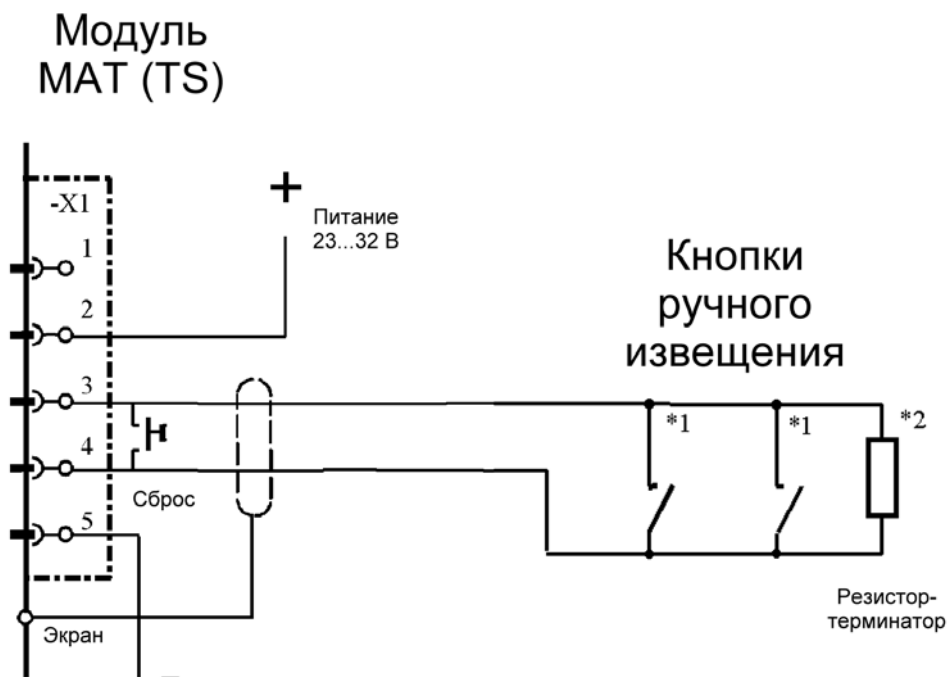 Модуль
МАТ (TS)
-X1
1
2
3
4
5
+
Питание
23...32 В
Кнопки
ручного
извещения
*1
*1
*2
Сброс
Экран
Резистор-
терминатор